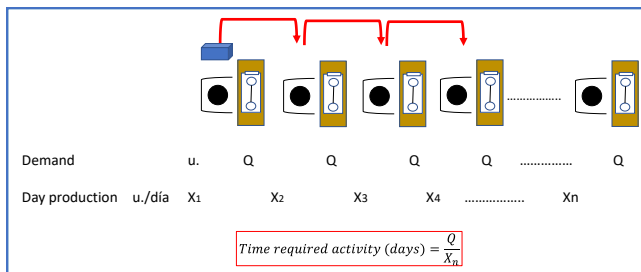 Demand u. Q Q Q Q ................ Q
Day production u./día X1 X2 X3 X4 ................. Xn
Time required activity (days) = Q/Xn